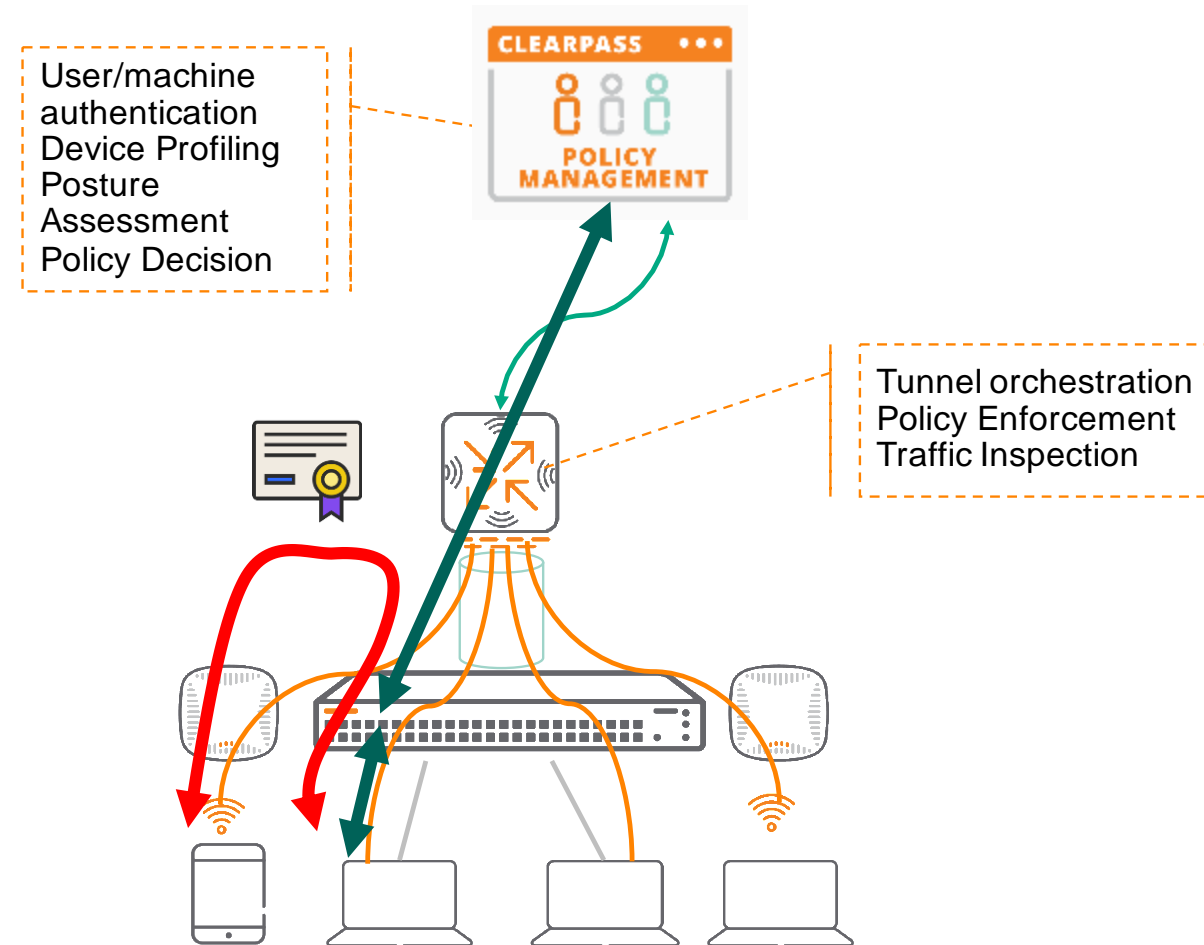 CLEARPASS
POLICY
MANAGEMENT
User/machine
authentication
Device Profiling
Posture
Assessment
Policy Decision
Tunnel orchestration
Policy Enforcement
Traffic Inspection